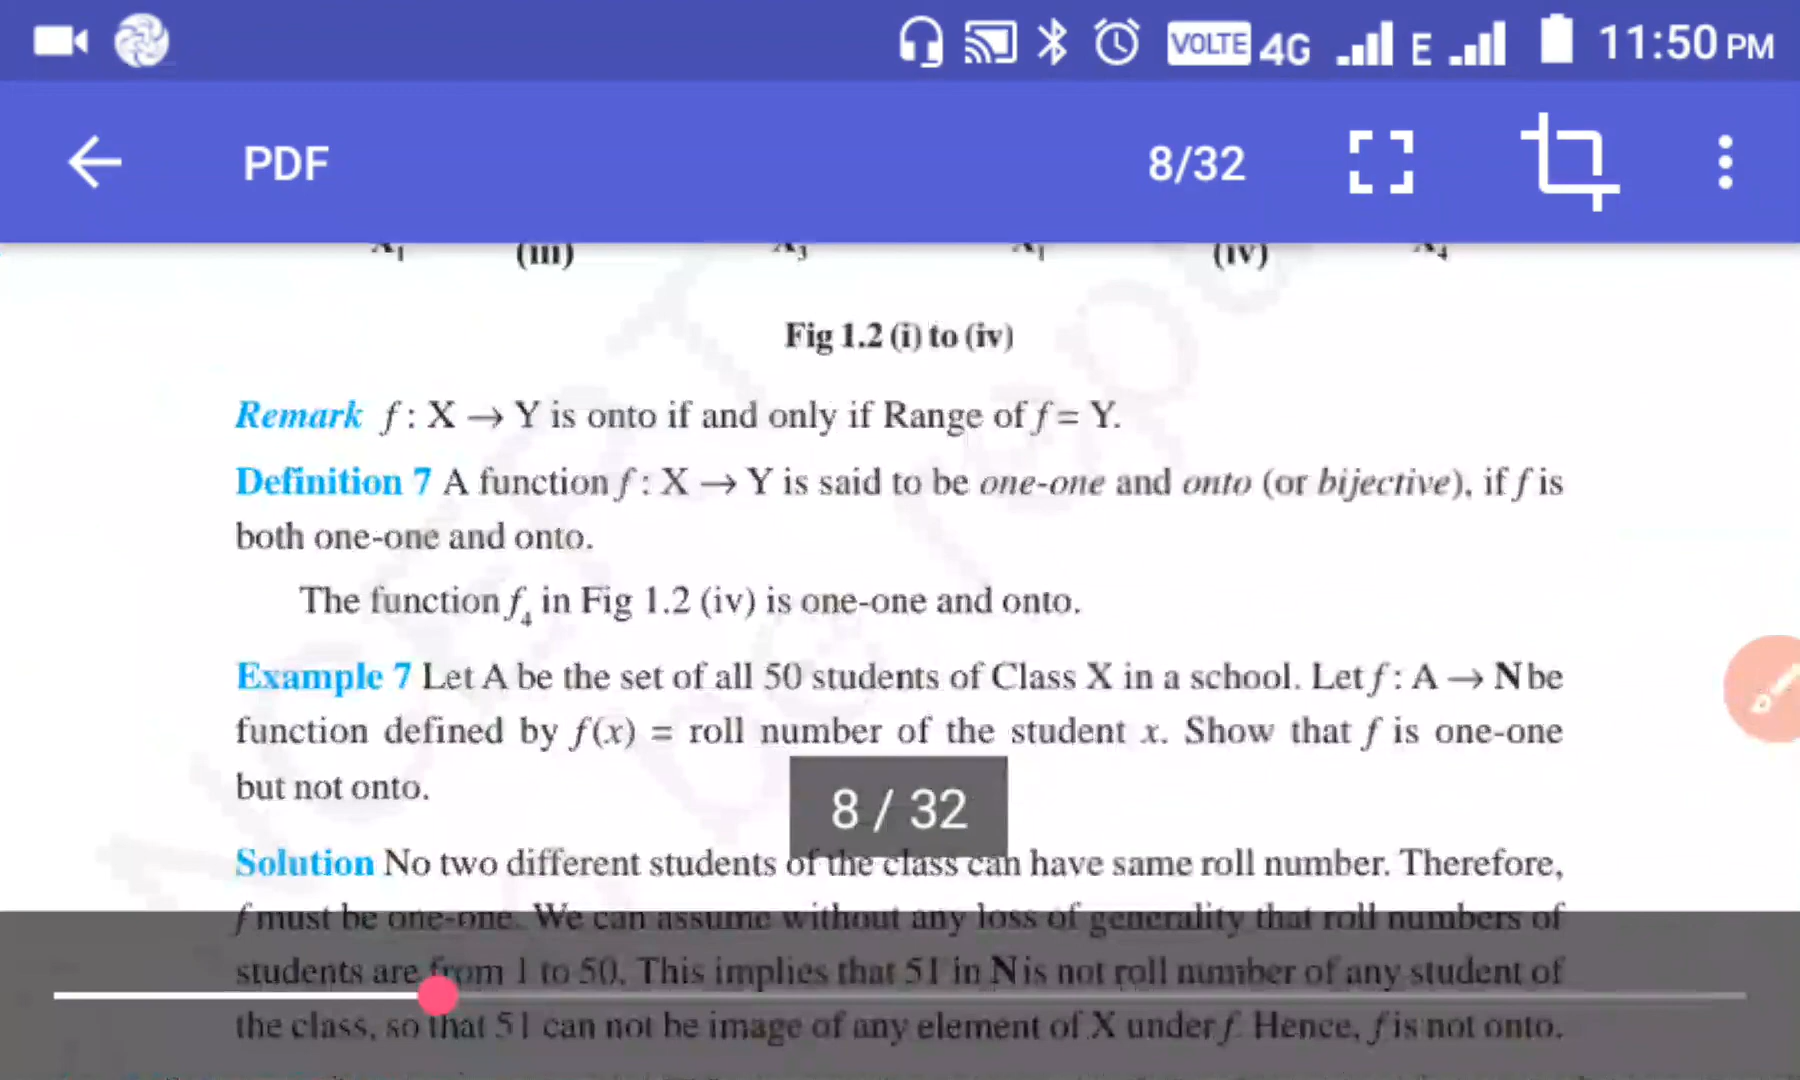 VOLTE 4G E 11:50 PM
PDF 8/32
(iii) (iv)
Fig 1.2 (i) to (iv)
Remark f : X → Y is onto if and only if Range of f = Y.
Definition 7 A function f : X → Y is said to be one-one and onto (or bijective), if f is
both one-one and onto.
The function f4 in Fig 1.2 (iv) is one-one and onto.
Example 7 Let A be the set of all 50 students of Class X in a school. Let f : A → N be
function defined by f(x) = roll number of the student x. Show that f is one-one
but not onto.
8 / 32
Solution No two different students of the class can have same roll number. Therefore,
f must be one-one. We can assume without any loss of generality that roll numbers of
students are from 1 to 50. This implies that 51 in N is not roll number of any student of
the class, so that 51 can not be image of any element of X under f. Hence, f is not onto.